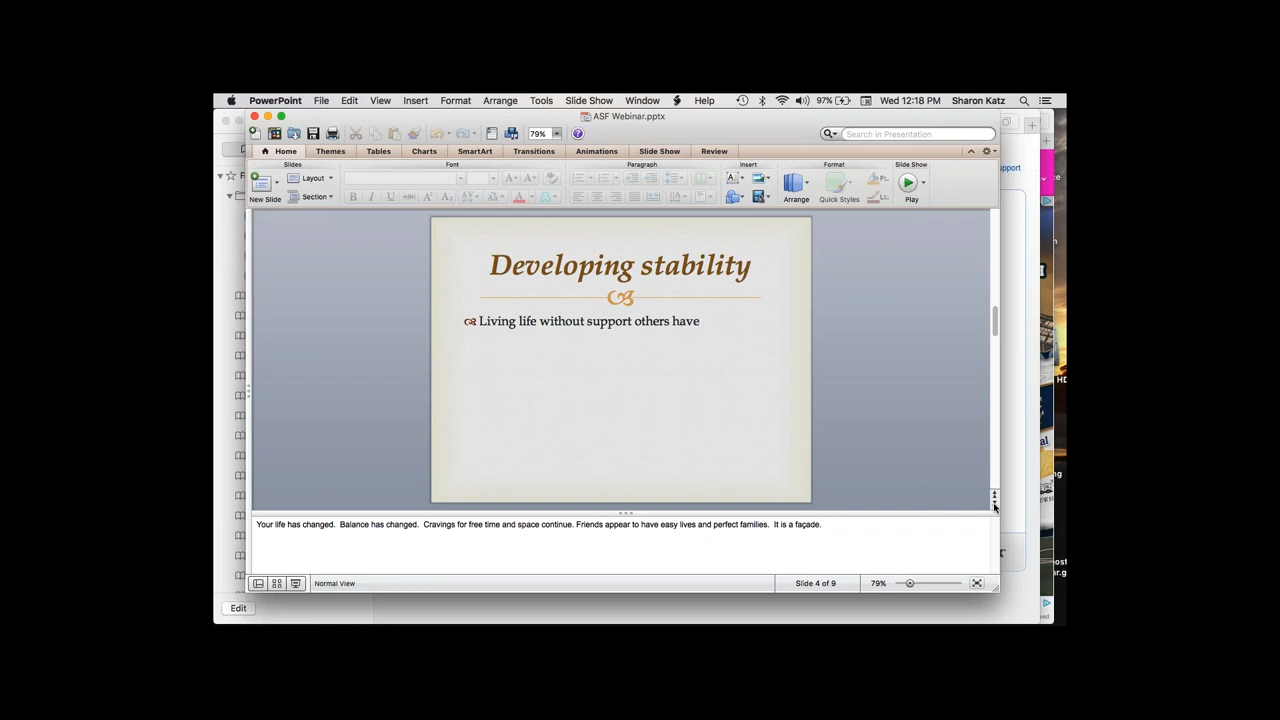 PowerPoint File Edit View Insert Format Arrange Tools Slide Show Window Help 97% Wed 12:18 PM Sharon Katz
ASF Webinar.pptx
79% Search in Presentation
Home Themes Tables Charts SmartArt Transitions Animations Slide Show Review
Slides Font Paragraph Insert Format Slide Show
Layout
Section
New Slide Arrange Quick Styles Play
pport
Developing stability
Living life without support others have
Your life has changed. Balance has changed. Cravings for free time and space continue. Friends appear to have easy lives and perfect families. It is a façade.
Normal View Slide 4 of 9 79%
Edit